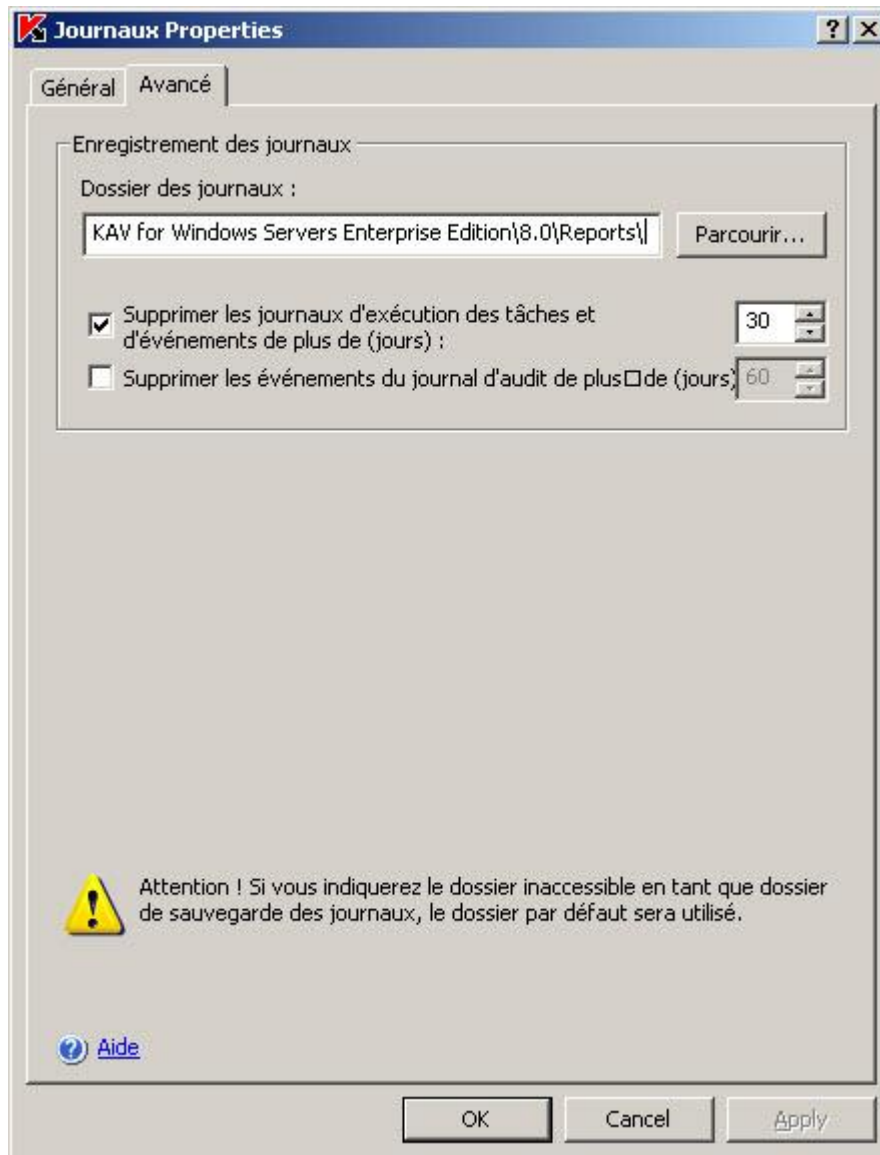 Journaux Properties
Général
Avancé
Enregistrement des journaux
Dossier des journaux :
KAV for Windows Servers Enterprise Edition\8.0\Reports\
Parcourir...
Supprimer les journaux d'exécution des tâches et
d'événements de plus de (jours) :
30
Supprimer les événements du journal d'audit de plus□de (jours)
60
Attention ! Si vous indiquerez le dossier inaccessible en tant que dossier
de sauvegarde des journaux, le dossier par défaut sera utilisé.
Aide
OK
Cancel
Apply